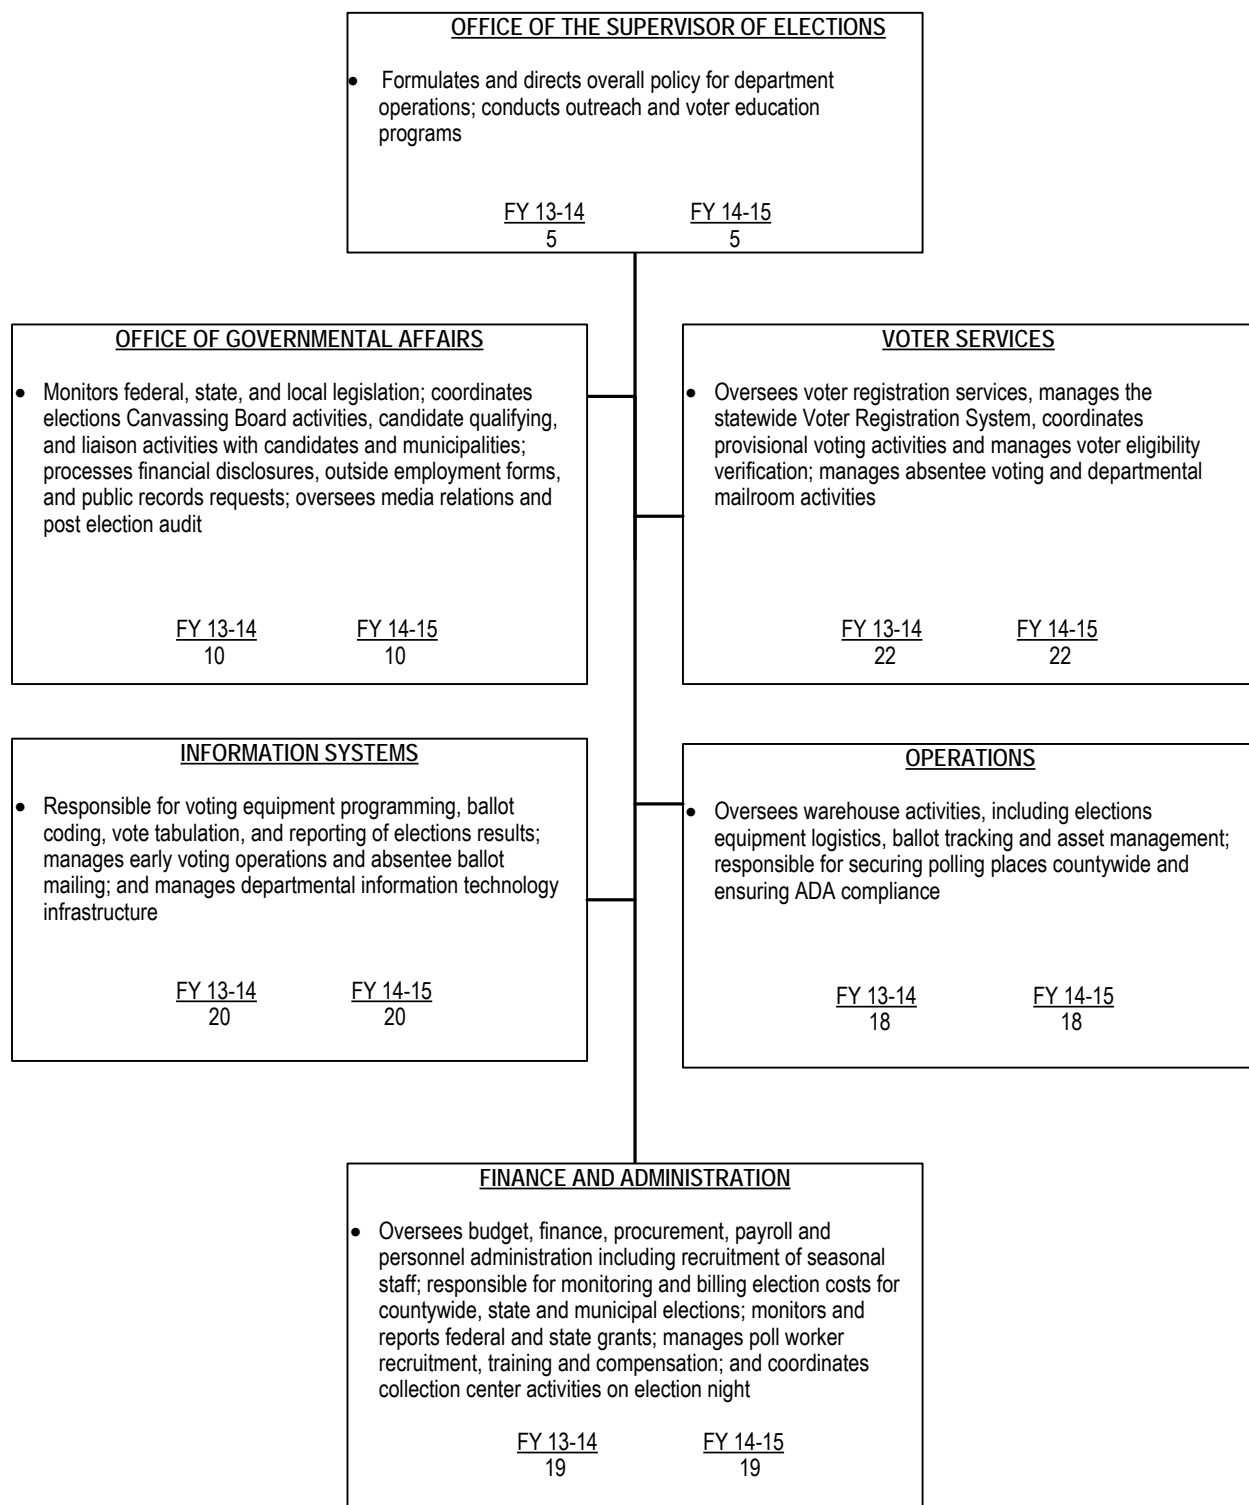 OFFICE OF THE SUPERVISOR OF ELECTIONS
• Formulates and directs overall policy for department
operations; conducts outreach and voter education
programs
FY 13-14 FY 14-15
5 5
OFFICE OF GOVERNMENTAL AFFAIRS
• Monitors federal, state, and local legislation; coordinates
elections Canvassing Board activities, candidate qualifying,
and liaison activities with candidates and municipalities;
processes financial disclosures, outside employment forms,
and public records requests; oversees media relations and
post election audit
FY 13-14 FY 14-15
10 10
VOTER SERVICES
• Oversees voter registration services, manages the
statewide Voter Registration System, coordinates
provisional voting activities and manages voter eligibility
verification; manages absentee voting and departmental
mailroom activities
FY 13-14 FY 14-15
22 22
INFORMATION SYSTEMS
• Responsible for voting equipment programming, ballot
coding, vote tabulation, and reporting of elections results;
manages early voting operations and absentee ballot
mailing; and manages departmental information technology
infrastructure
FY 13-14 FY 14-15
20 20
OPERATIONS
• Oversees warehouse activities, including elections
equipment logistics, ballot tracking and asset management;
responsible for securing polling places countywide and
ensuring ADA compliance
FY 13-14 FY 14-15
18 18
FINANCE AND ADMINISTRATION
• Oversees budget, finance, procurement, payroll and
personnel administration including recruitment of seasonal
staff; responsible for monitoring and billing election costs for
countywide, state and municipal elections; monitors and
reports federal and state grants; manages poll worker
recruitment, training and compensation; and coordinates
collection center activities on election night
FY 13-14 FY 14-15
19 19